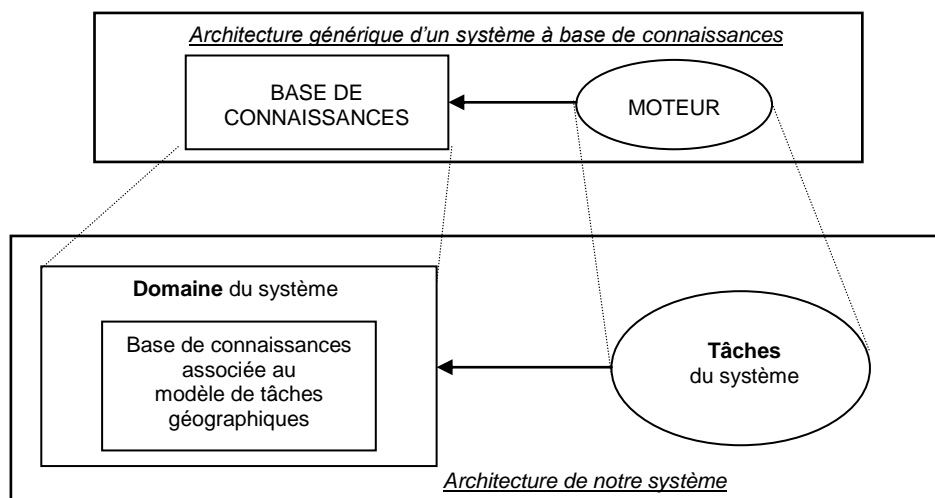 Architecture générique d'un système à base de connaissances
BASE DE
CONNAISSANCES
MOTEUR
Domaine du système
Base de connaissances
associée au
modèle de tâches
géographiques
Tâches
du système
Architecture de notre système